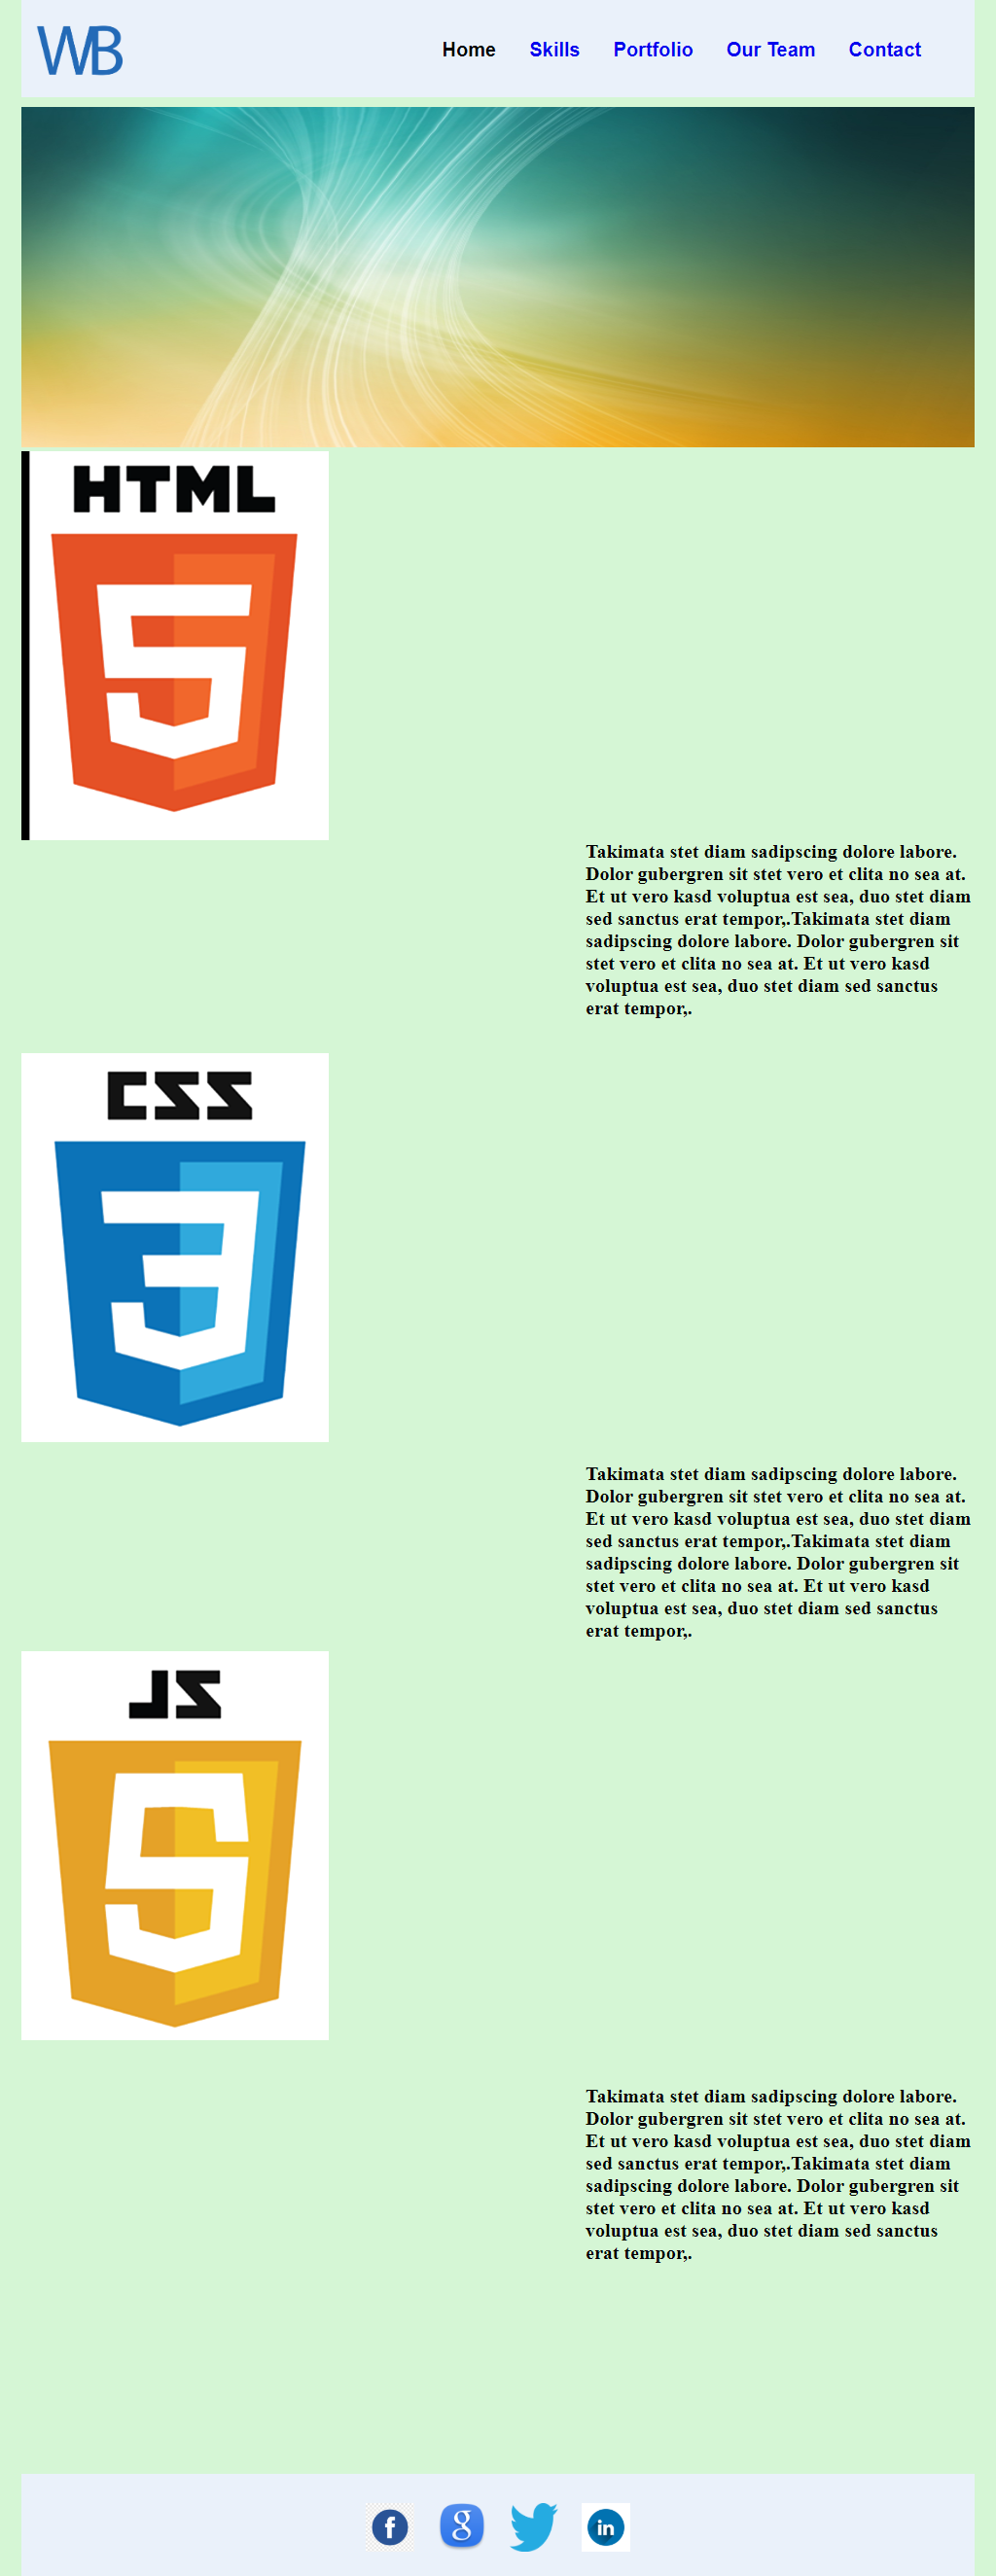 WB
Home Skills Portfolio Our Team Contact
HTML
5
Takimata stet diam sadipscing dolore labore.
Dolor gubergren sit stet vero et clita no sea at.
Et ut vero kasd voluptua est sea, duo stet diam
sed sanctus erat tempor,.Takimata stet diam
sadipscing dolore labore. Dolor gubergren sit
stet vero et clita no sea at. Et ut vero kasd
voluptua est sea, duo stet diam sed sanctus
erat tempor,.
CSS
3
Takimata stet diam sadipscing dolore labore.
Dolor gubergren sit stet vero et clita no sea at.
Et ut vero kasd voluptua est sea, duo stet diam
sed sanctus erat tempor,.Takimata stet diam
sadipscing dolore labore. Dolor gubergren sit
stet vero et clita no sea at. Et ut vero kasd
voluptua est sea, duo stet diam sed sanctus
erat tempor,.
JS
5
Takimata stet diam sadipscing dolore labore.
Dolor gubergren sit stet vero et clita no sea at.
Et ut vero kasd voluptua est sea, duo stet diam
sed sanctus erat tempor,.Takimata stet diam
sadipscing dolore labore. Dolor gubergren sit
stet vero et clita no sea at. Et ut vero kasd
voluptua est sea, duo stet diam sed sanctus
erat tempor,.
f g in